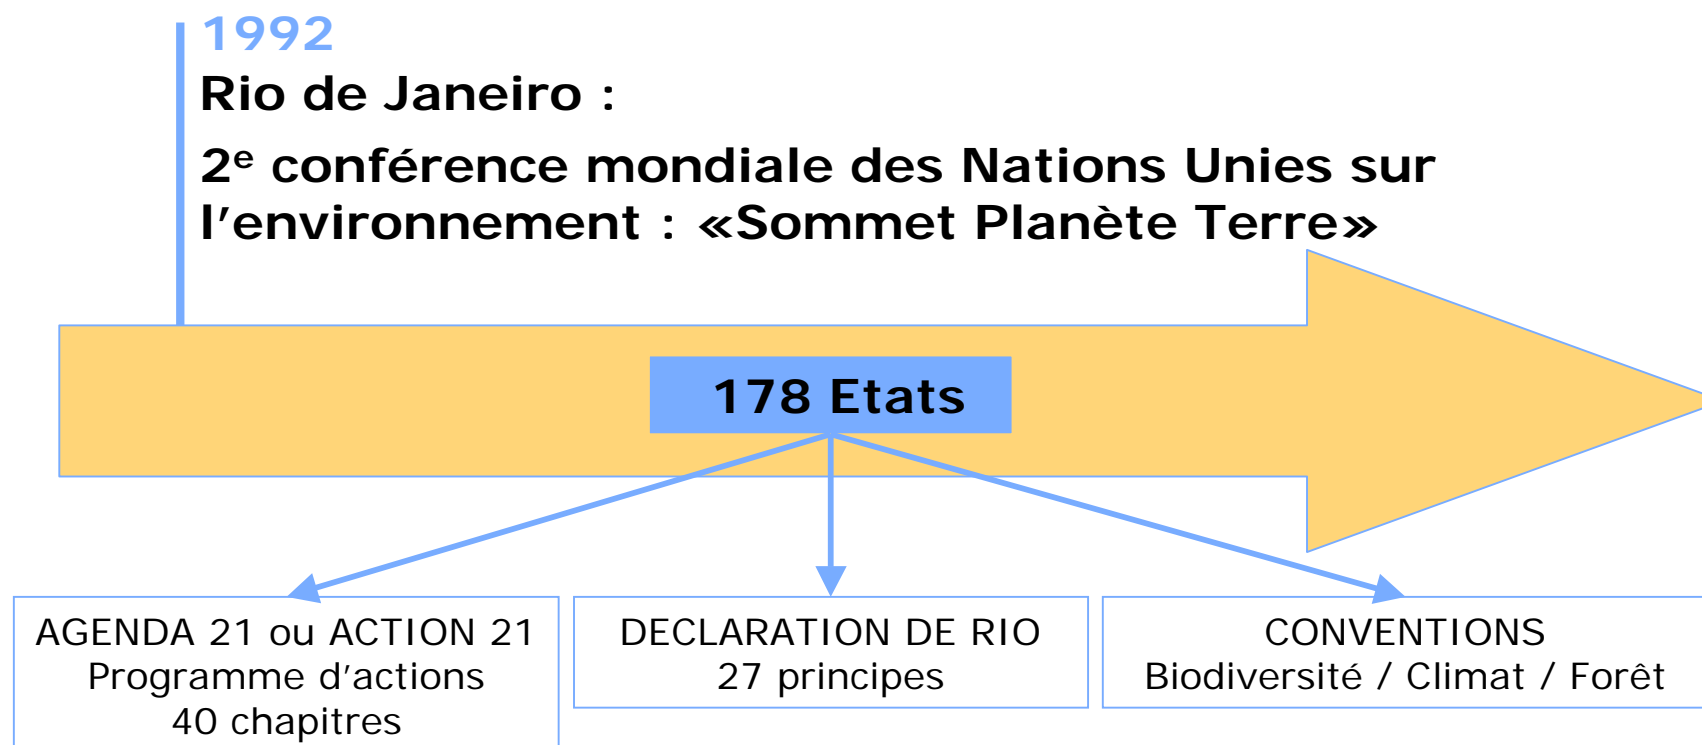 1992
Rio de Janeiro :
2e conférence mondiale des Nations Unies sur
l’environnement : «Sommet Planète Terre»
178 Etats
AGENDA 21 ou ACTION 21
Programme d’actions
40 chapitres
DECLARATION DE RIO
27 principes
CONVENTIONS
Biodiversité / Climat / Forêt